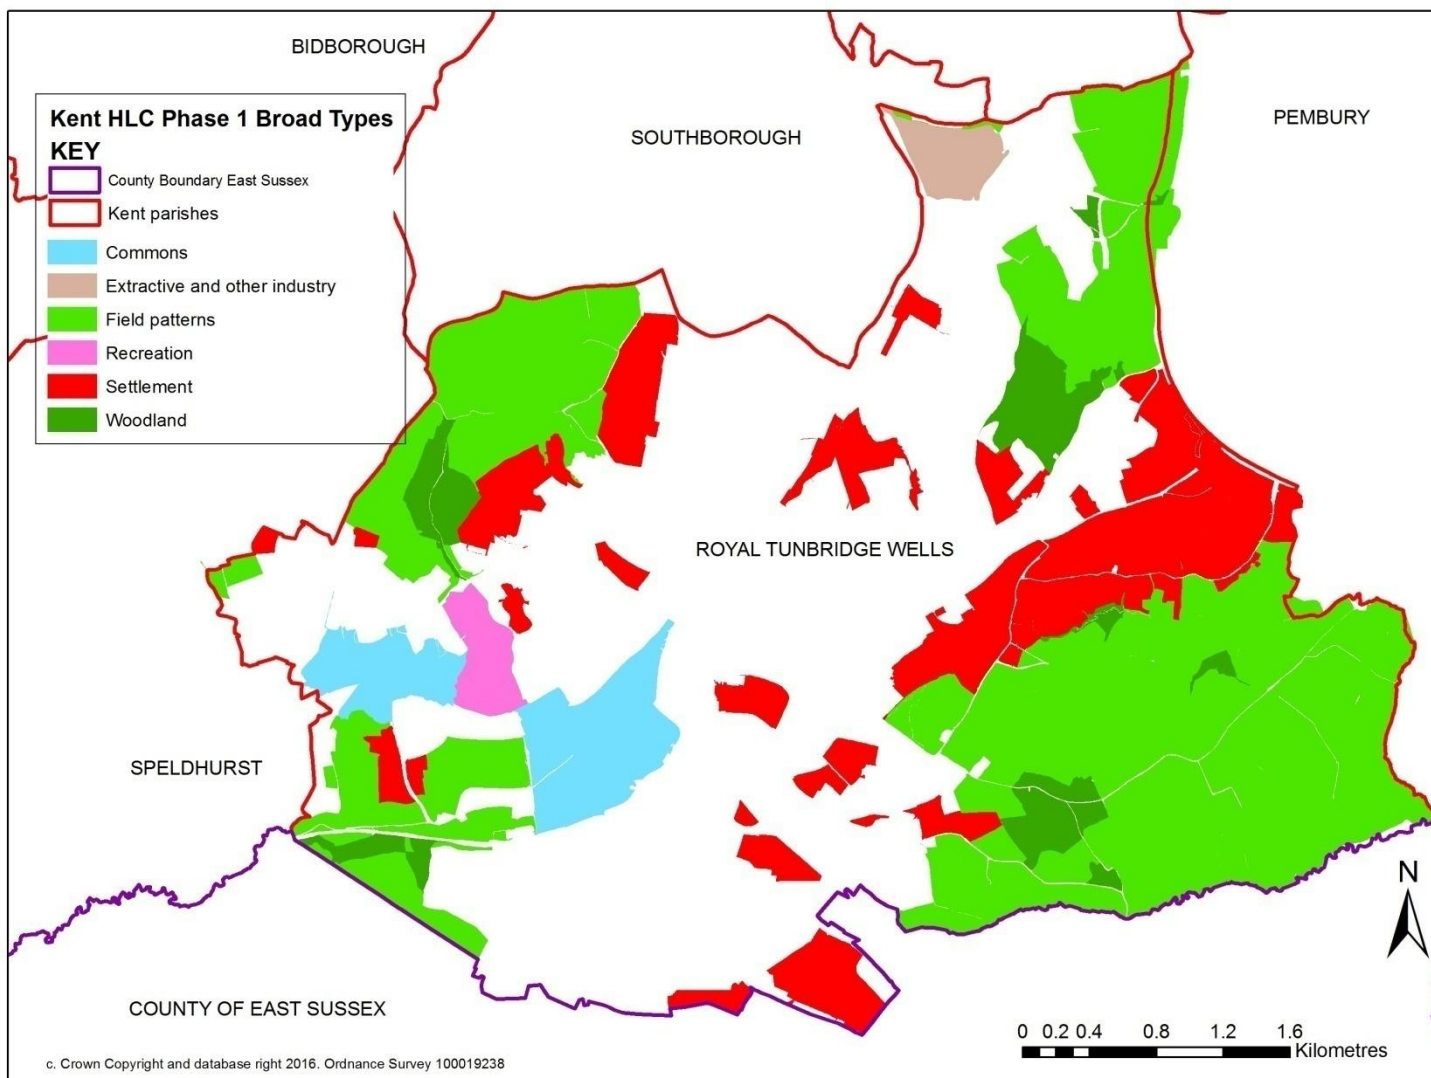 BIDBOROUGH
SOUTHBOROUGH
PEMBURY
Kent HLC Phase 1 Broad Types
KEY
County Boundary East Sussex
Kent parishes
Commons
Extractive and other industry
Field patterns
Recreation
Settlement
Woodland
ROYAL TUNBRIDGE WELLS
SPELDHURST
COUNTY OF EAST SUSSEX
N
0 0.2 0.4 0.8 1.2 1.6
Kilometres
c. Crown Copyright and database right 2016. Ordnance Survey 100019238